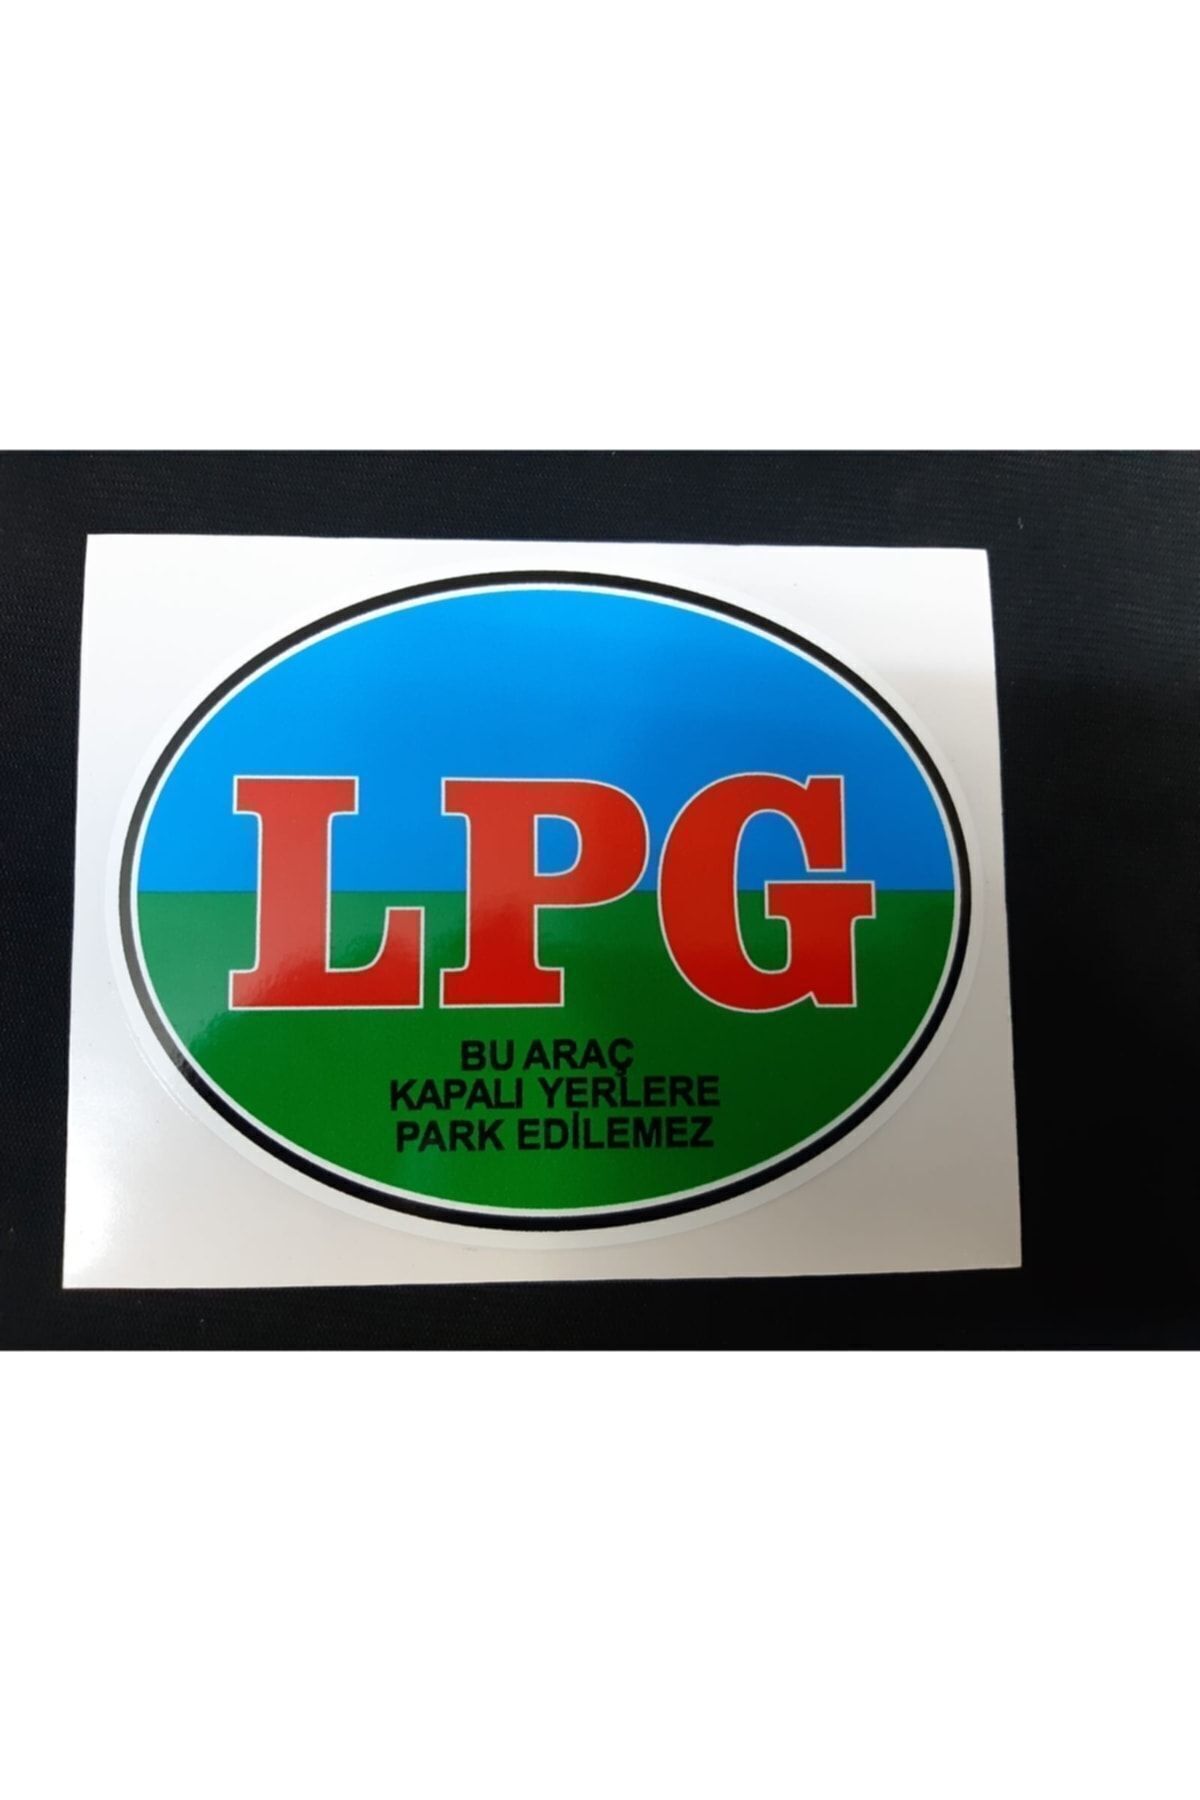 LPG
BU ARAÇ
KAPALI YERLERE
PARK EDİLEMEZ